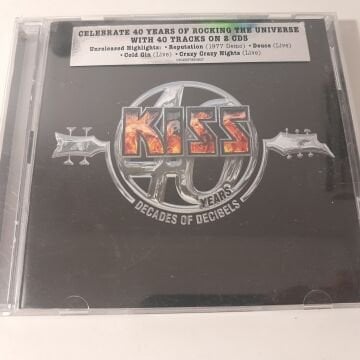 CELEBRATE 40 YEARS OF ROCKING THE UNIVERSE
WITH 40 TRACKS ON 2 CDS
Unreleased Highlights: • Reputation (1977 Demo) • Deuce (Live)
• Cold Gin (Live) • Crazy Crazy Nights (Live)
KISS
40
YEARS
DECADES OF DECIBELS